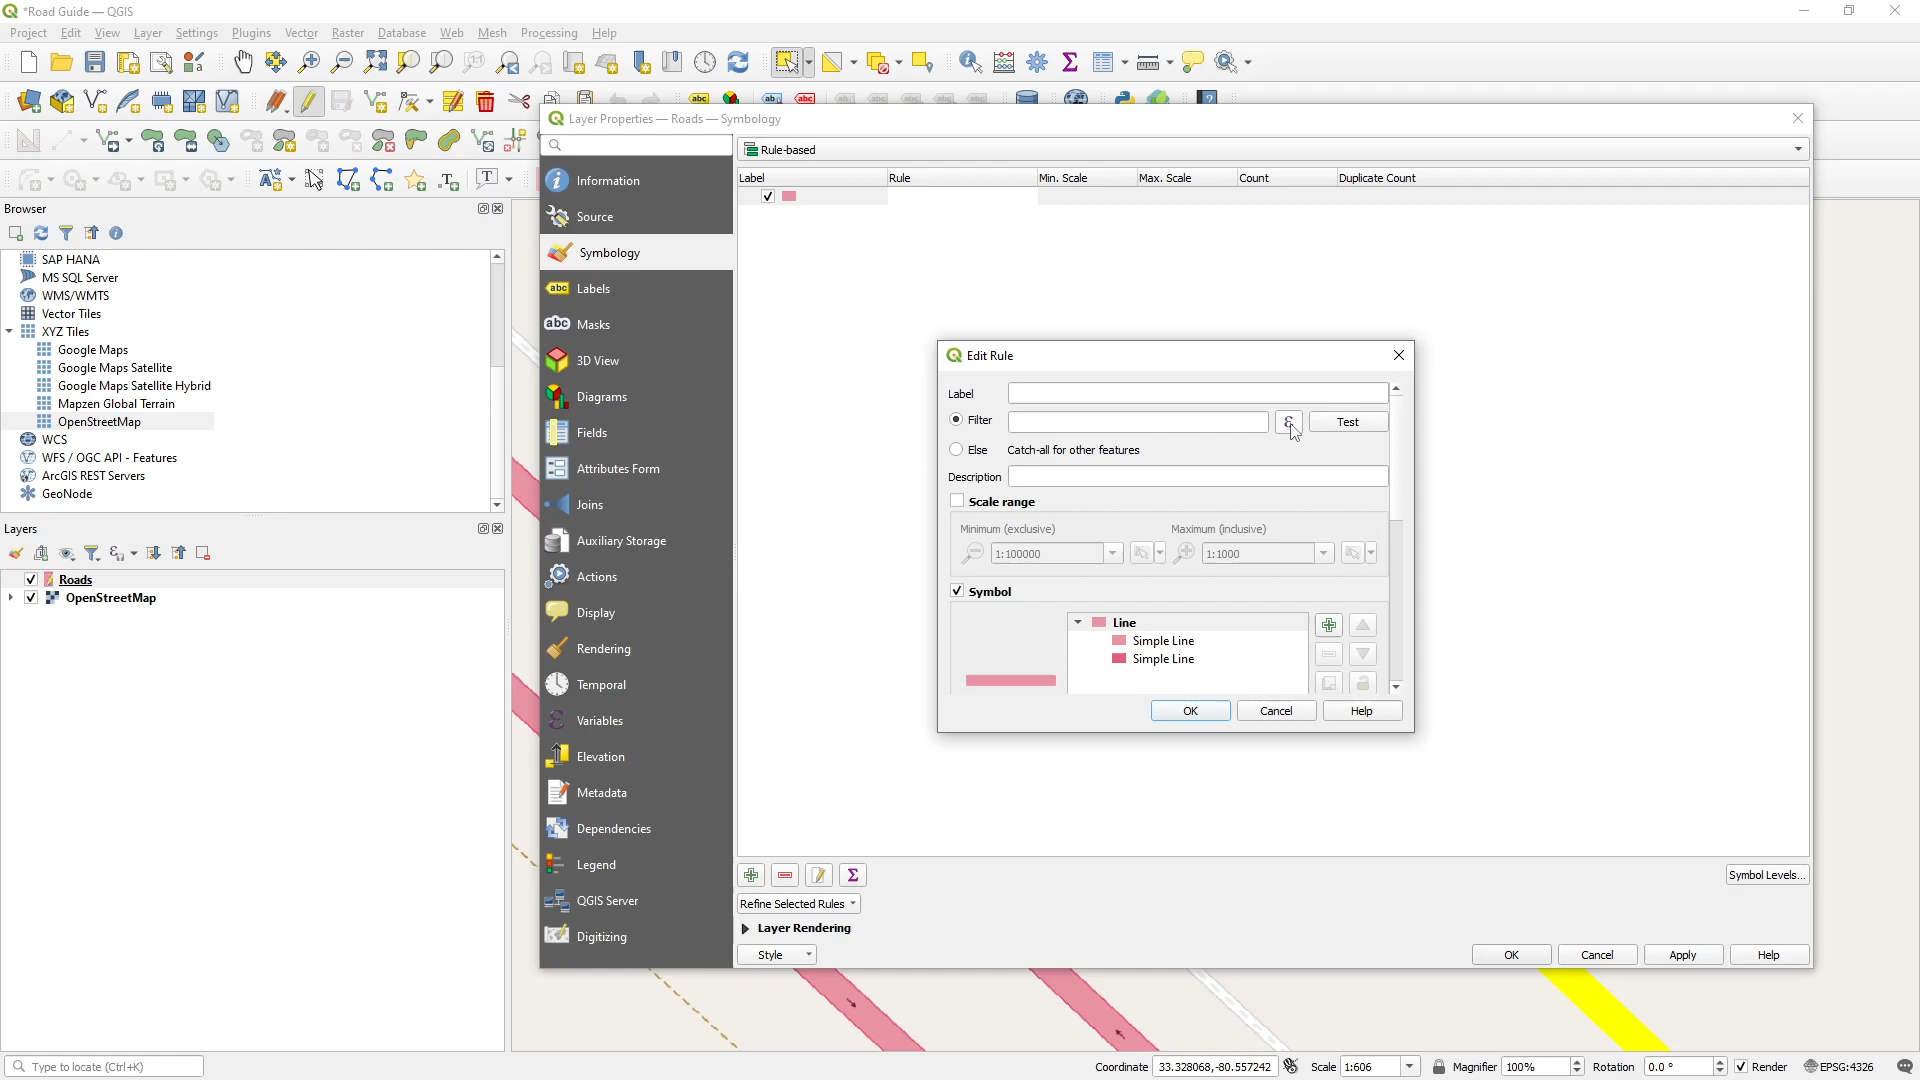 *Road Guide — QGIS
Project Edit View Layer Settings Plugins Vector Raster Database Web Mesh Processing Help
Layer Properties — Roads — Symbology
Browser
SAP HANA
MS SQL Server
WMS/WMTS
Vector Tiles
XYZ Tiles
Google Maps
Google Maps Satellite
Google Maps Satellite Hybrid
Mapzen Global Terrain
OpenStreetMap
WCS
WFS / OGC API - Features
ArcGIS REST Servers
GeoNode
Layers
Roads
OpenStreetMap
Information
Source
Symbology
abc Labels
abc Masks
3D View
Diagrams
Fields
Attributes Form
Joins
Auxiliary Storage
Actions
Display
Rendering
Temporal
Variables
Elevation
Metadata
Dependencies
Legend
QGIS Server
Digitizing
Rule-based
Label Rule Min. Scale Max. Scale Count Duplicate Count
Edit Rule
Label
Filter ε Test
Else Catch-all for other features
Description
Scale range
Minimum (exclusive) Maximum (inclusive)
1:100000 1:1000
Symbol
Line
Simple Line
Simple Line
OK Cancel Help
Symbol Levels...
Refine Selected Rules
Layer Rendering
Style OK Cancel Apply Help
Type to locate (Ctrl+K) Coordinate 33.328068,-80.557242 Scale 1:606 Magnifier 100% Rotation 0.0 ° Render EPSG:4326